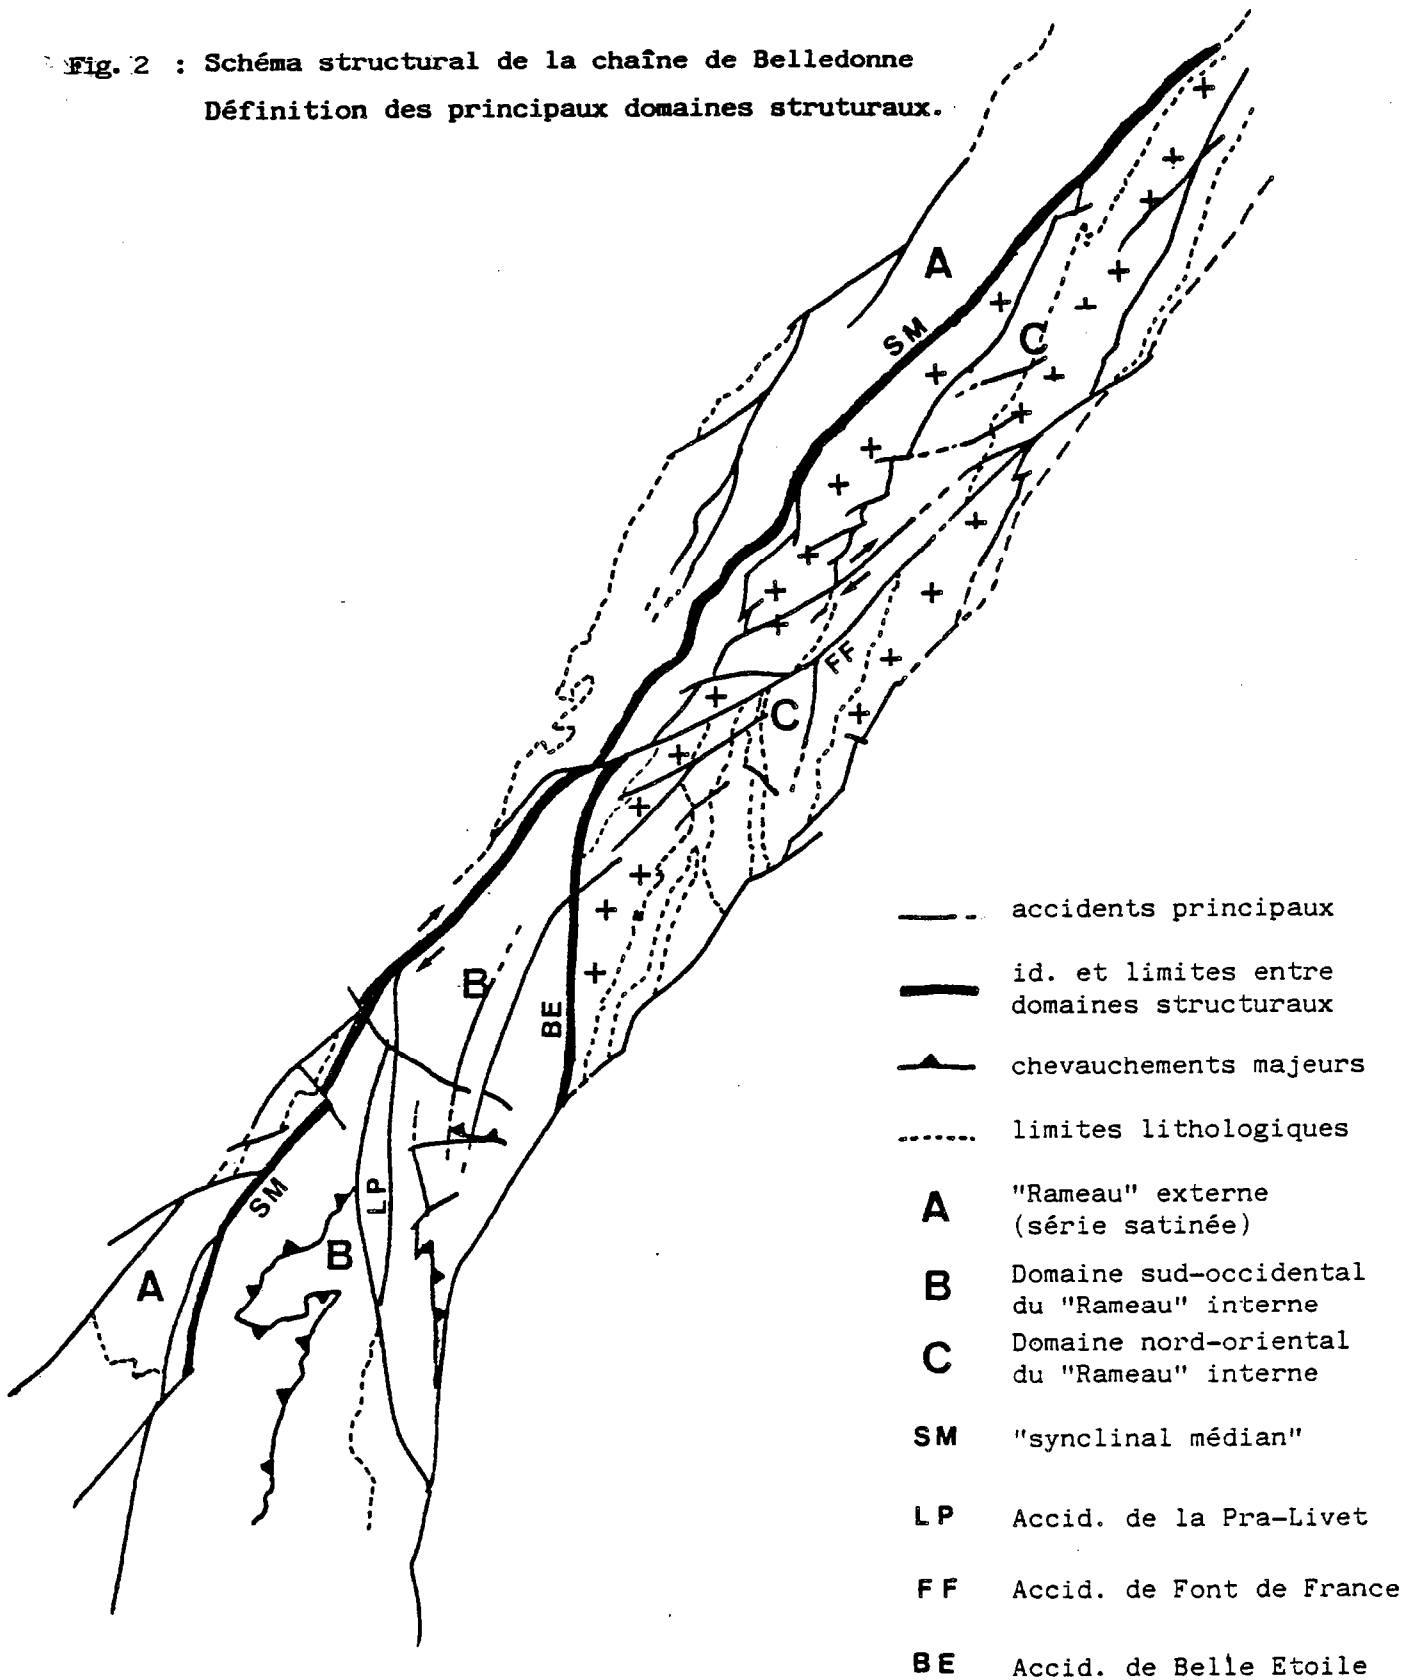 Fig. 2 : Schéma structural de la chaîne de Belledonne
Définition des principaux domaines struturaux.
A
SM
C
FF
C
B
BE
LP
SM
B
A
accidents principaux
id. et limites entre
domaines structuraux
chevauchements majeurs
limites lithologiques
A "Rameau" externe
(série satinée)
B Domaine sud-occidental
du "Rameau" interne
C Domaine nord-oriental
du "Rameau" interne
SM "synclinal médian"
LP Accid. de la Pra-Livet
FF Accid. de Font de France
BE Accid. de Belle Etoile